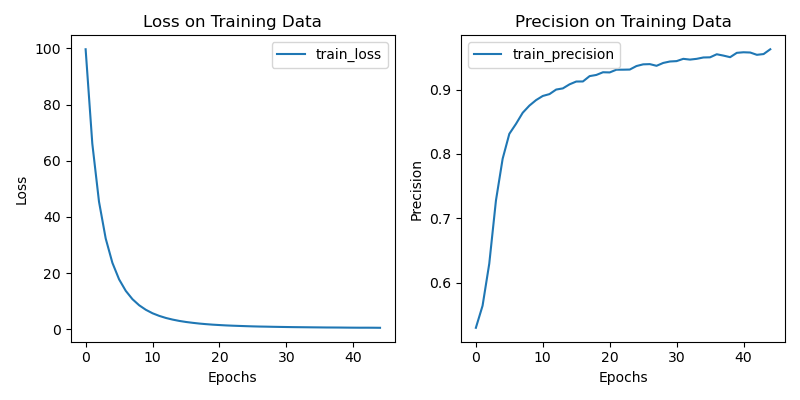 Loss on Training Data
train_loss
100
80
60
40
20
0
Loss
0 10 20 30 40
Epochs
Precision on Training Data
train_precision
0.9
0.8
0.7
0.6
Precision
0 10 20 30 40
Epochs